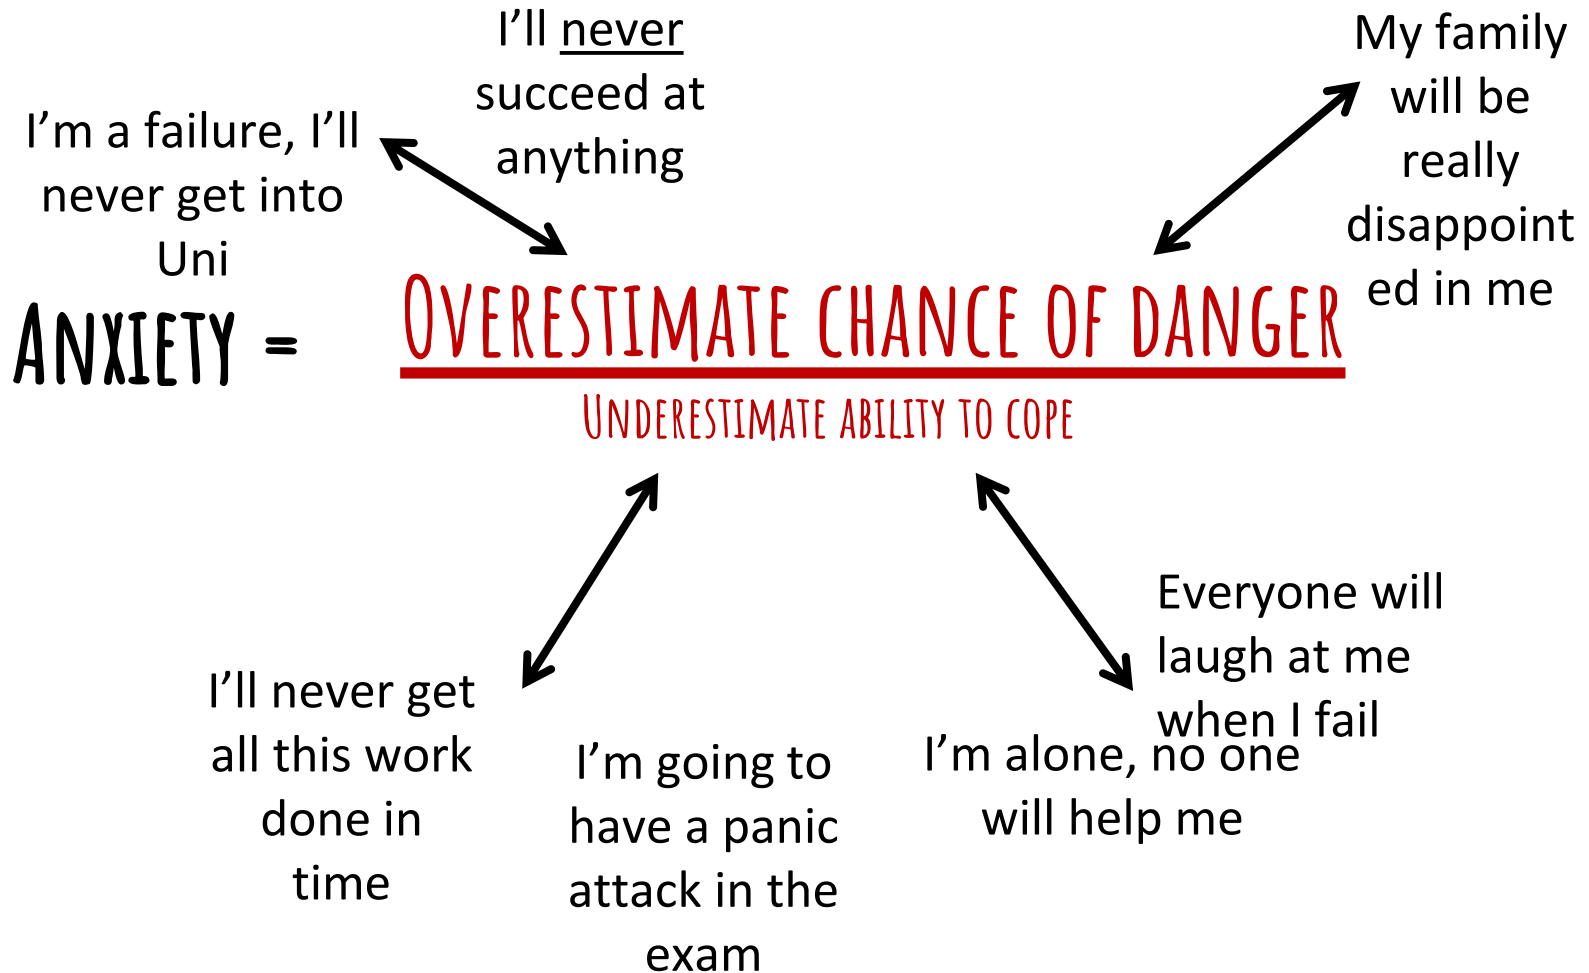 I’ll never
succeed at
anything
My family
will be
really
disappoint
ed in me
I’m a failure, I’ll
never get into
Uni
Anxiety =
Overestimate chance of danger
Underestimate ability to cope
I’ll never get
all this work
done in
time
I’m going to
have a panic
attack in the
exam
Everyone will
laugh at me
when I fail
I’m alone, no one
will help me